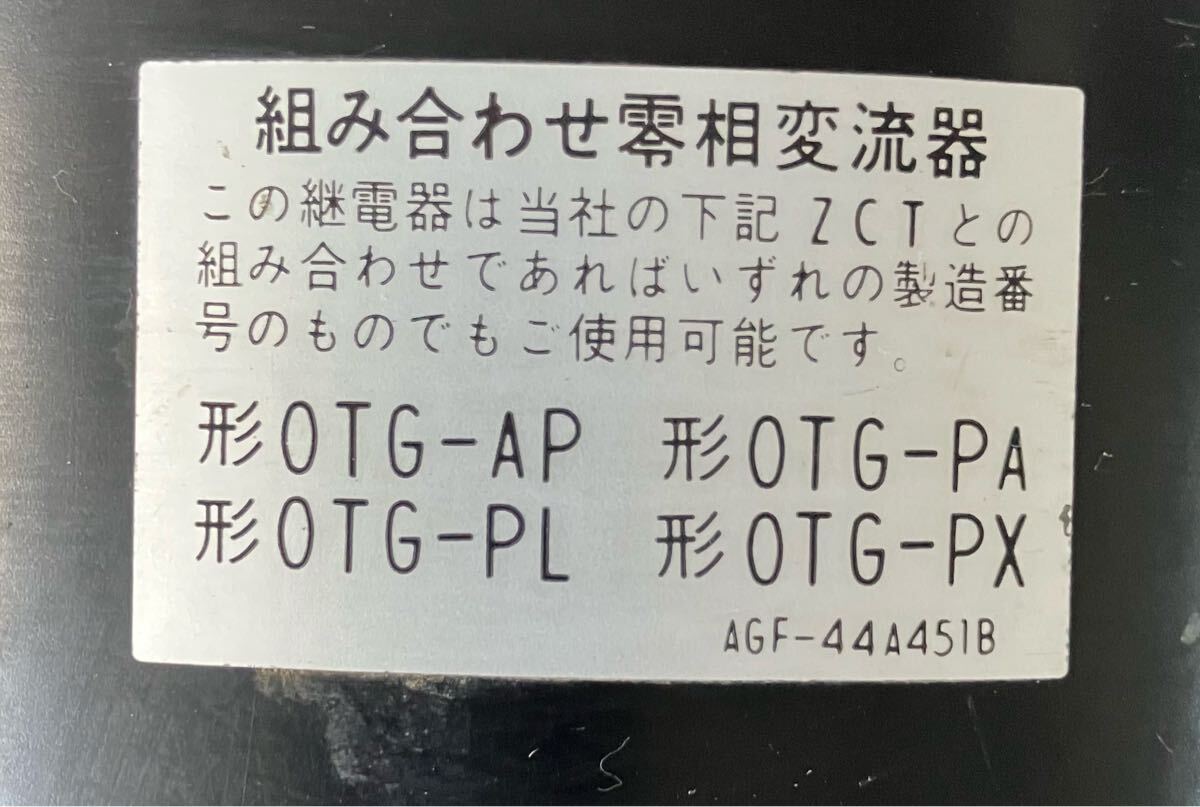 組み合わせ零相変流器
この継電器は当社の下記ZCTとの
組み合わせであればいずれの製造番
号のものでもご使用可能です。
形OTG-AP 形OTG-PA
形OTG-PL 形OTG-PX
AGF-44A451B